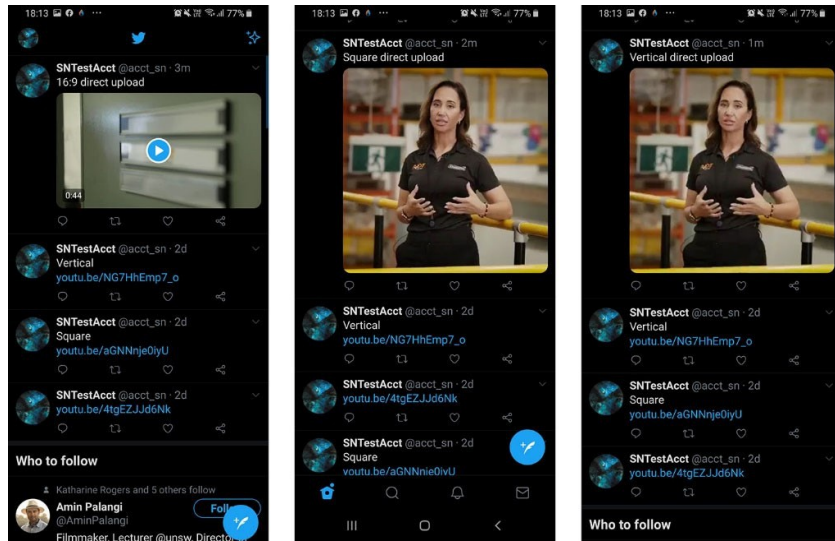 18:13
77%
SNTestAcct @acct_sn · 3m
16:9 direct upload
0:44
SNTestAcct @acct_sn · 2d
Vertical
youtu.be/NG7HhEmp7_o
SNTestAcct @acct_sn · 2d
Square
youtu.be/aGNNnje0iyU
SNTestAcct @acct_sn · 2d
youtu.be/4tgEZJJd6Nk
Who to follow
Katharine Rogers and 5 others follow
Amin Palangi
@AminPalangi
Filmmaker, Lecturer @unsw,
18:13
77%
SNTestAcct @acct_sn · 2m
Square direct upload
SNTestAcct @acct_sn · 2d
Vertical
youtu.be/NG7HhEmp7_o
SNTestAcct @acct_sn · 2d
youtu.be/4tgEZJJd6Nk
SNTestAcct @acct_sn · 2d
Square
youtu.be/aGNNnje0iyU
18:13
77%
SNTestAcct @acct_sn · 1m
Vertical direct upload
SNTestAcct @acct_sn · 2d
Vertical
youtu.be/NG7HhEmp7_o
SNTestAcct @acct_sn · 2d
Square
youtu.be/aGNNnje0iyU
SNTestAcct @acct_sn · 2d
youtu.be/4tgEZJJd6Nk
Who to follow